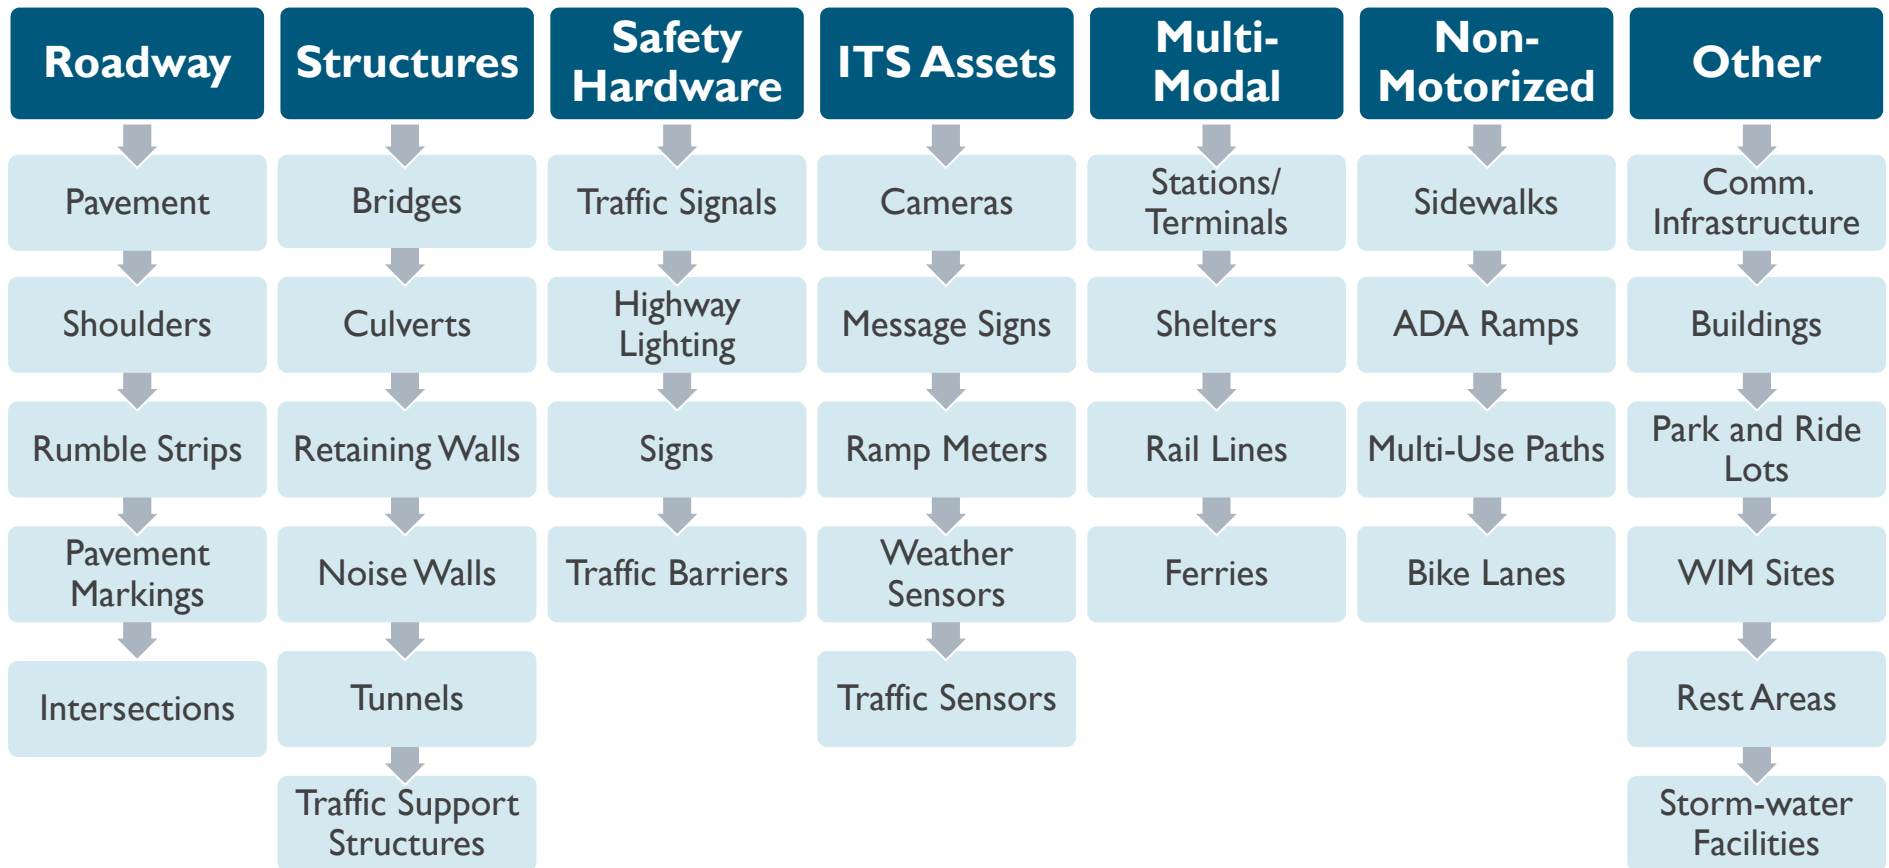 Roadway
Pavement
Shoulders
Rumble Strips
Pavement
Markings
Intersections
Structures
Bridges
Culverts
Retaining Walls
Noise Walls
Tunnels
Traffic Support
Structures
Safety
Hardware
Traffic Signals
Highway
Lighting
Signs
Traffic Barriers
ITS Assets
Cameras
Message Signs
Ramp Meters
Weather
Sensors
Traffic Sensors
Multi-
Modal
Stations/
Terminals
Shelters
Rail Lines
Ferries
Non-
Motorized
Sidewalks
ADA Ramps
Multi-Use Paths
Bike Lanes
Other
Comm.
Infrastructure
Buildings
Park and Ride
Lots
WIM Sites
Rest Areas
Storm-water
Facilities